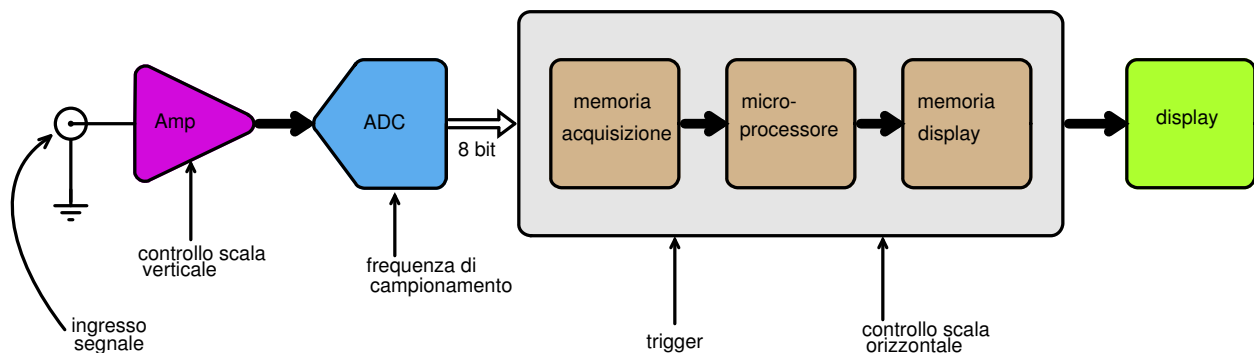 Amp
ADC
8 bit
memoria
acquisizione
micro-
processore
memoria
display
display
controllo scala
verticale
frequenza di
campionamento
ingresso
segnale
trigger
controllo scala
orizzontale